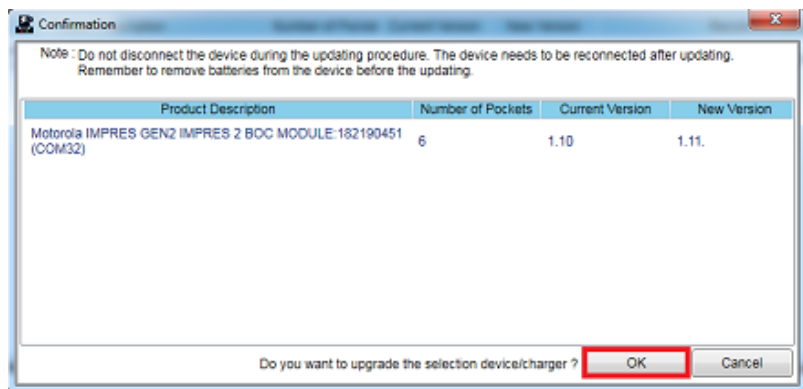 Confirmation
Note : Do not disconnect the device during the updating procedure. The device needs to be reconnected after updating.
Remember to remove batteries from the device before the updating.
Product Description Number of Pockets Current Version New Version
Motorola IMPRES GEN2 IMPRES 2 BOC MODULE:182190451 6 1.10 1.11.
(COM32)
Do you want to upgrade the selection device/charger ? OK Cancel